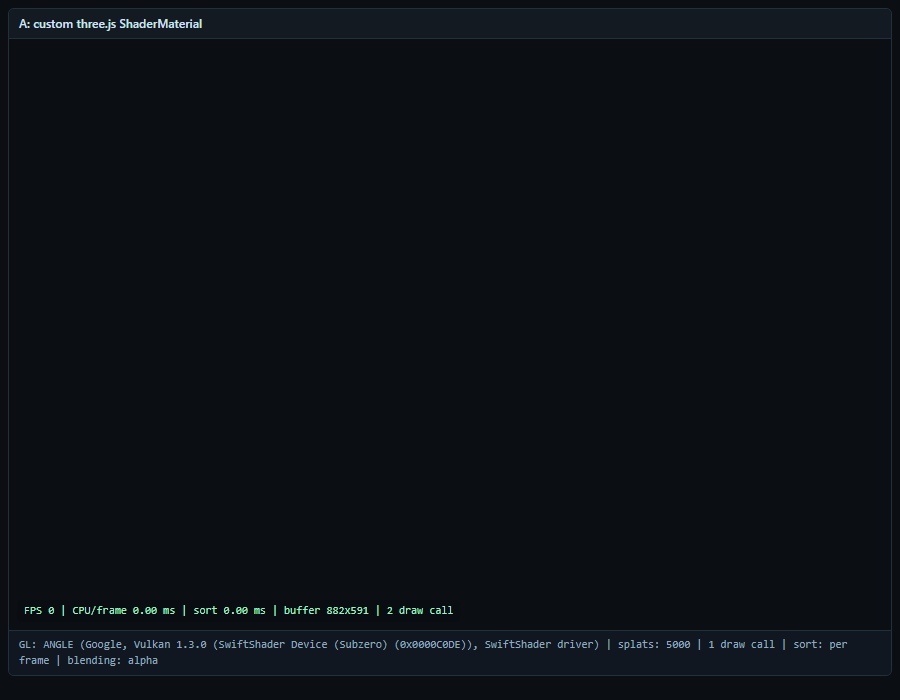 A: custom three.js ShaderMaterial
FPS 0 | CPU/frame 0.00 ms | sort 0.00 ms | buffer 882x591 | 2 draw call
GL: ANGLE (Google, Vulkan 1.3.0 (SwiftShader Device (Subzero) (0x0000C0DE)), SwiftShader driver) | splats: 5000 | 1 draw call | sort: per
frame | blending: alpha